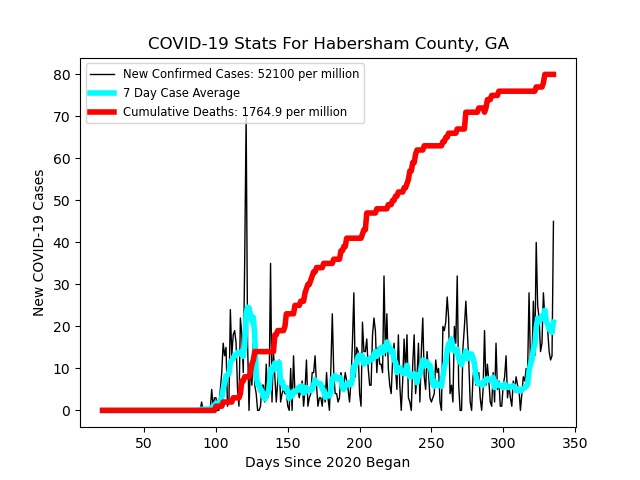 COVID-19 Stats For Habersham County, GA
New Confirmed Cases: 52100 per million
7 Day Case Average
Cumulative Deaths: 1764.9 per million
New COVID-19 Cases
80
70
60
50
40
30
20
10
0
50
100
150
200
250
300
350
Days Since 2020 Began